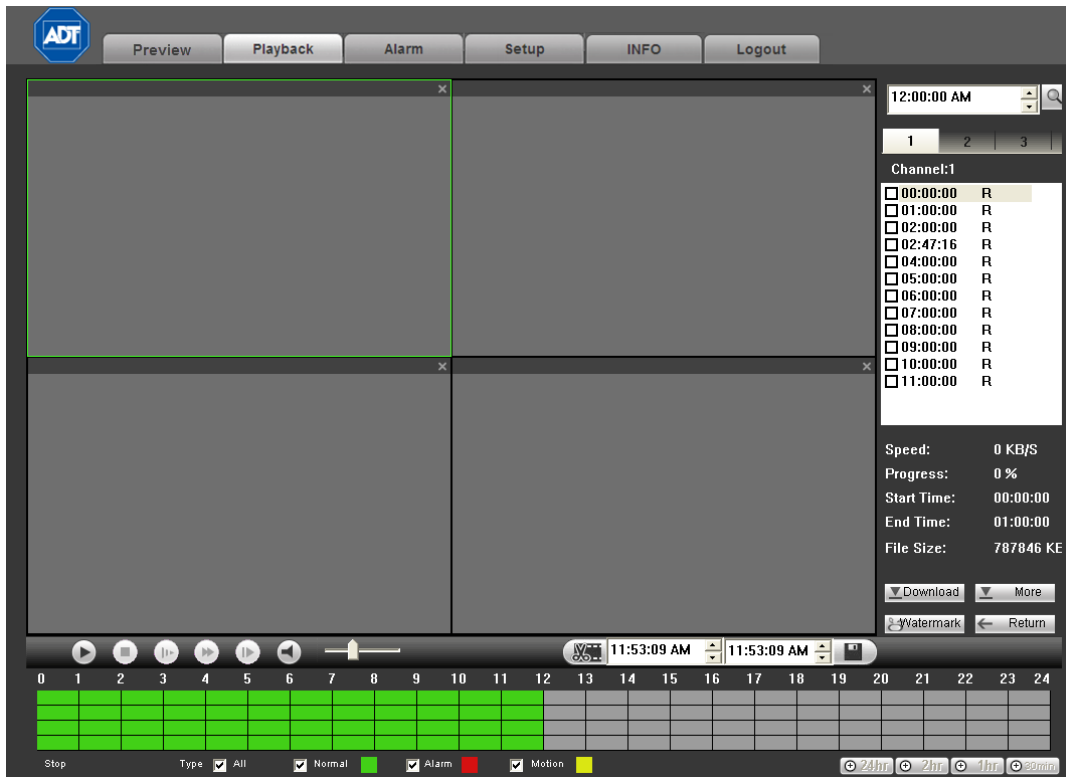 ADT
Preview Playback Alarm Setup INFO Logout
12:00:00 AM
1 2 3
Channel:1
00:00:00 R
01:00:00 R
02:00:00 R
02:47:16 R
04:00:00 R
05:00:00 R
06:00:00 R
07:00:00 R
08:00:00 R
09:00:00 R
10:00:00 R
11:00:00 R
Speed: 0 KB/S
Progress: 0 %
Start Time: 00:00:00
End Time: 01:00:00
File Size: 787846 KE
Download More
Watermark Return
11:53:09 AM 11:53:09 AM
0 1 2 3 4 5 6 7 8 9 10 11 12 13 14 15 16 17 18 19 20 21 22 23 24
Stop Type All Normal Alarm Motion 24hr 2hr 1hr 30min